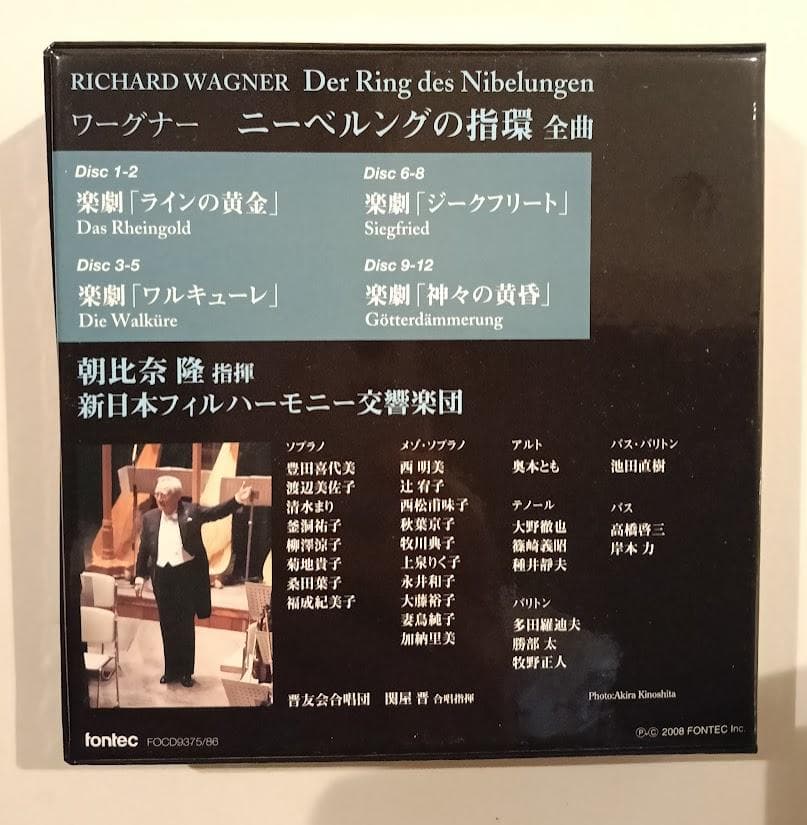 RICHARD WAGNER Der Ring des Nibelungen
ワーグナー ニーベルングの指環 全曲
Disc 1-2
楽劇「ラインの黄金」
Das Rheingold
Disc 3-5
楽劇「ワルキューレ」
Die Walküre
Disc 6-8
楽劇「ジークフリート」
Siegfried
Disc 9-12
楽劇「神々の黄昏」
Götterdämmerung
朝比奈 隆 指揮
新日本フィルハーモニー交響楽団
ソプラノ
豊田喜代美
渡辺美佐子
清水まり
釜洞祐子
柳澤涼子
菊地貴子
桑田葉子
福成紀美子
メゾ・ソプラノ
西 明美
辻 宥子
西松甫味子
秋葉京子
牧川典子
上泉りく子
永井和子
大藤裕子
妻鳥純子
加納里美
アルト
奥本とも
テノール
大野徹也
篠崎義昭
種井静夫
バリトン
多田羅迪夫
勝部 太
牧野正人
バス・バリトン
池田直樹
バス
高橋啓三
岸本 力
晋友会合唱団 関屋 晋 合唱指揮
Photo:Akira Kinoshita
fontec FOCD9375/86
Ⓟ,Ⓒ 2008 FONTEC Inc.